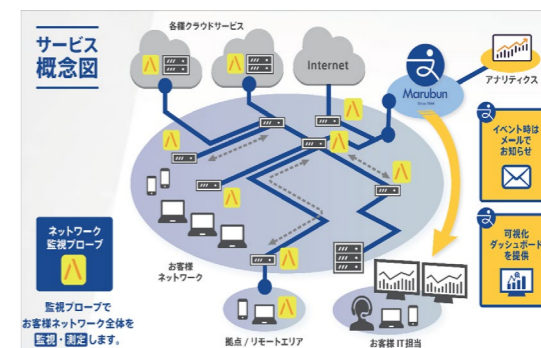 サービス
概念図
各種クラウドサービス
Internet
Marubun
アナリティクス
イベント時は
メールで
お知らせ
可視化
ダッシュボード
を提供
ネットワーク
監視プローブ
監視プローブで
お客様ネットワーク全体を
監視・測定します。
お客様
ネットワーク
拠点 / リモートエリア
お客様 IT担当